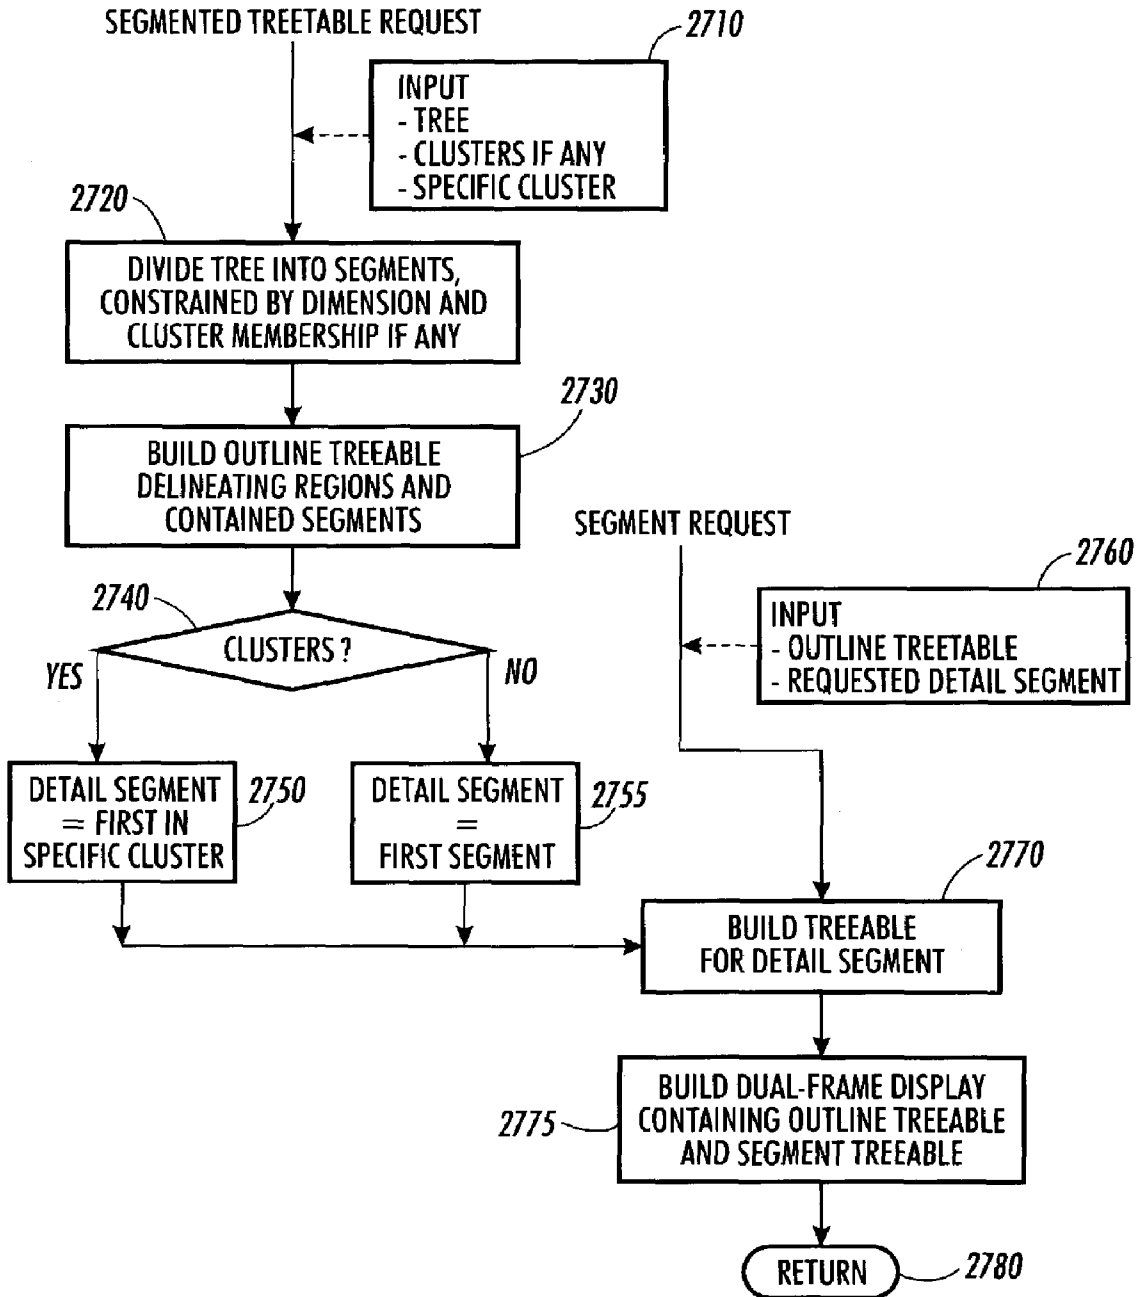 SEGMENTED TREETABLE REQUEST
2710
INPUT
- TREE
- CLUSTERS IF ANY
- SPECIFIC CLUSTER
2720
DIVIDE TREE INTO SEGMENTS,
CONSTRAINED BY DIMENSION AND
CLUSTER MEMBERSHIP IF ANY
2730
BUILD OUTLINE TREEABLE
DELINEATING REGIONS AND
CONTAINED SEGMENTS
SEGMENT REQUEST
2760
INPUT
- OUTLINE TREETABLE
- REQUESTED DETAIL SEGMENT
2740
CLUSTERS ?
YES
NO
DETAIL SEGMENT
= FIRST IN
SPECIFIC CLUSTER
2750
DETAIL SEGMENT
=
FIRST SEGMENT
2755
2770
BUILD TREEABLE
FOR DETAIL SEGMENT
BUILD DUAL-FRAME DISPLAY
CONTAINING OUTLINE TREEABLE
AND SEGMENT TREEABLE
2775
RETURN
2780